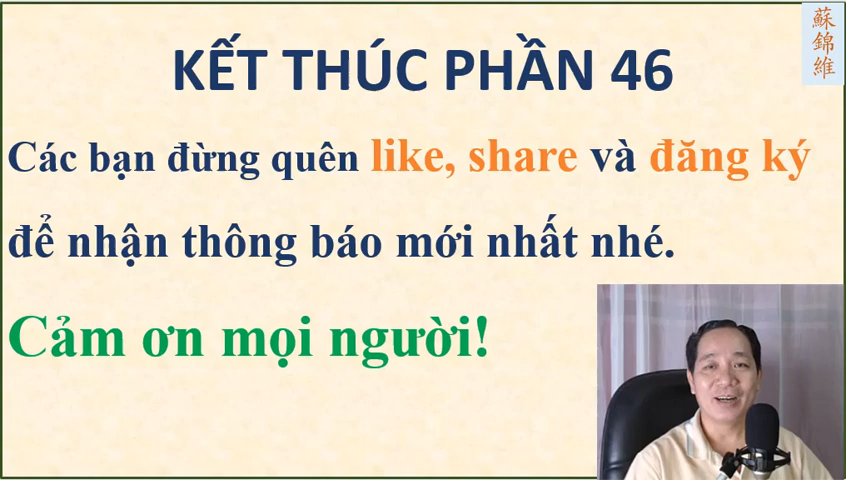 KẾT THÚC PHẦN 46
蘇錦維
Các bạn đừng quên like, share và đăng ký
để nhận thông báo mới nhất nhé.
Cảm ơn mọi người!